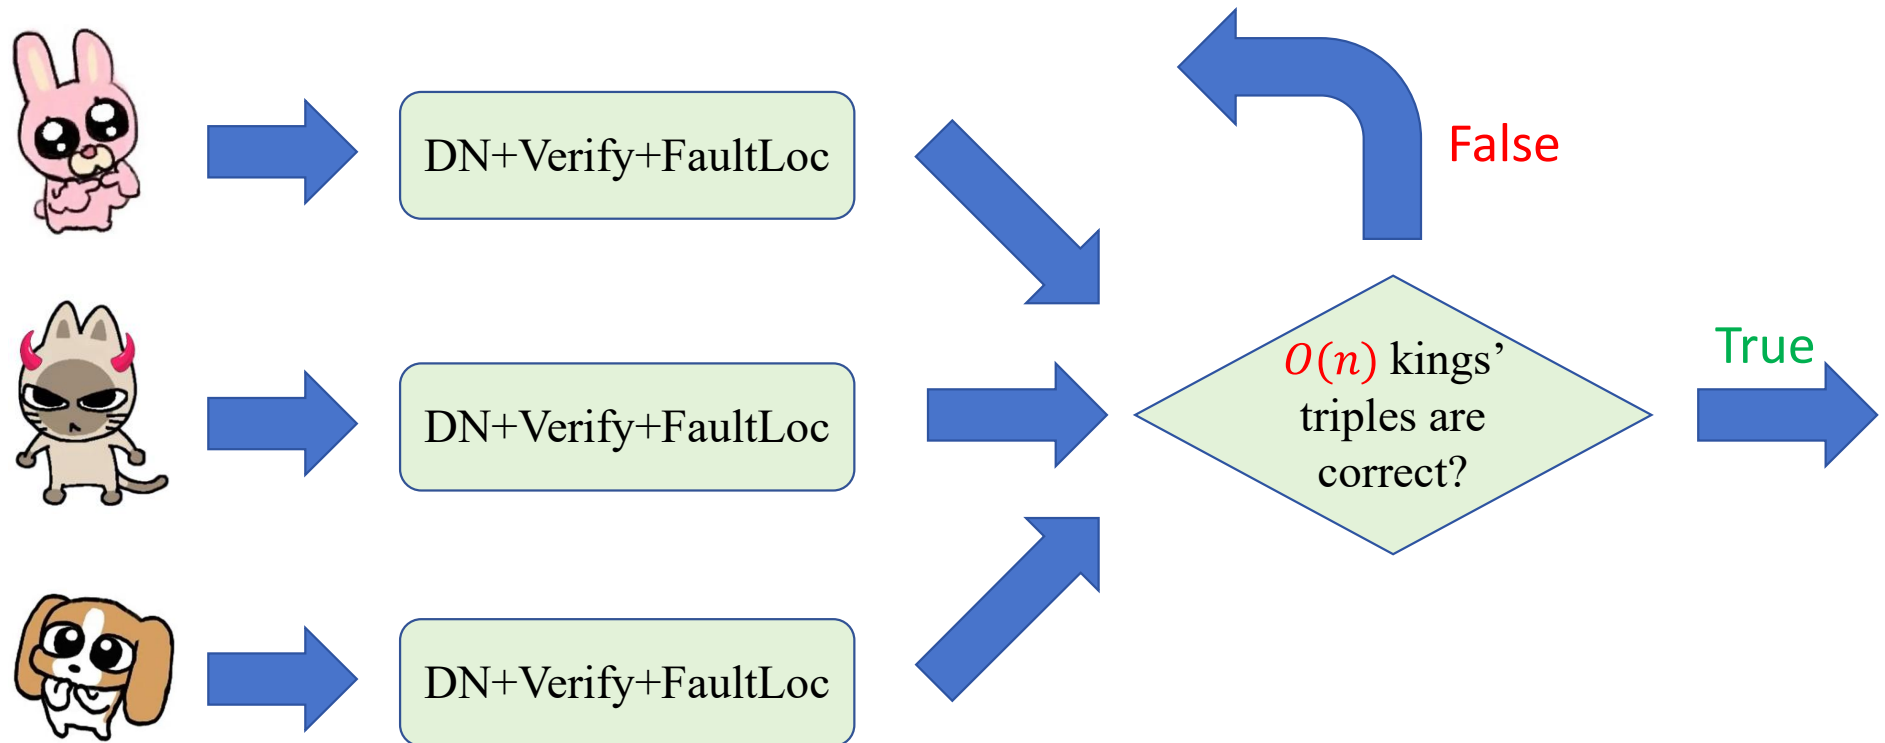 DN+Verify+FaultLoc
False
DN+Verify+FaultLoc
O(n) kings’
triples are
correct?
True
DN+Verify+FaultLoc